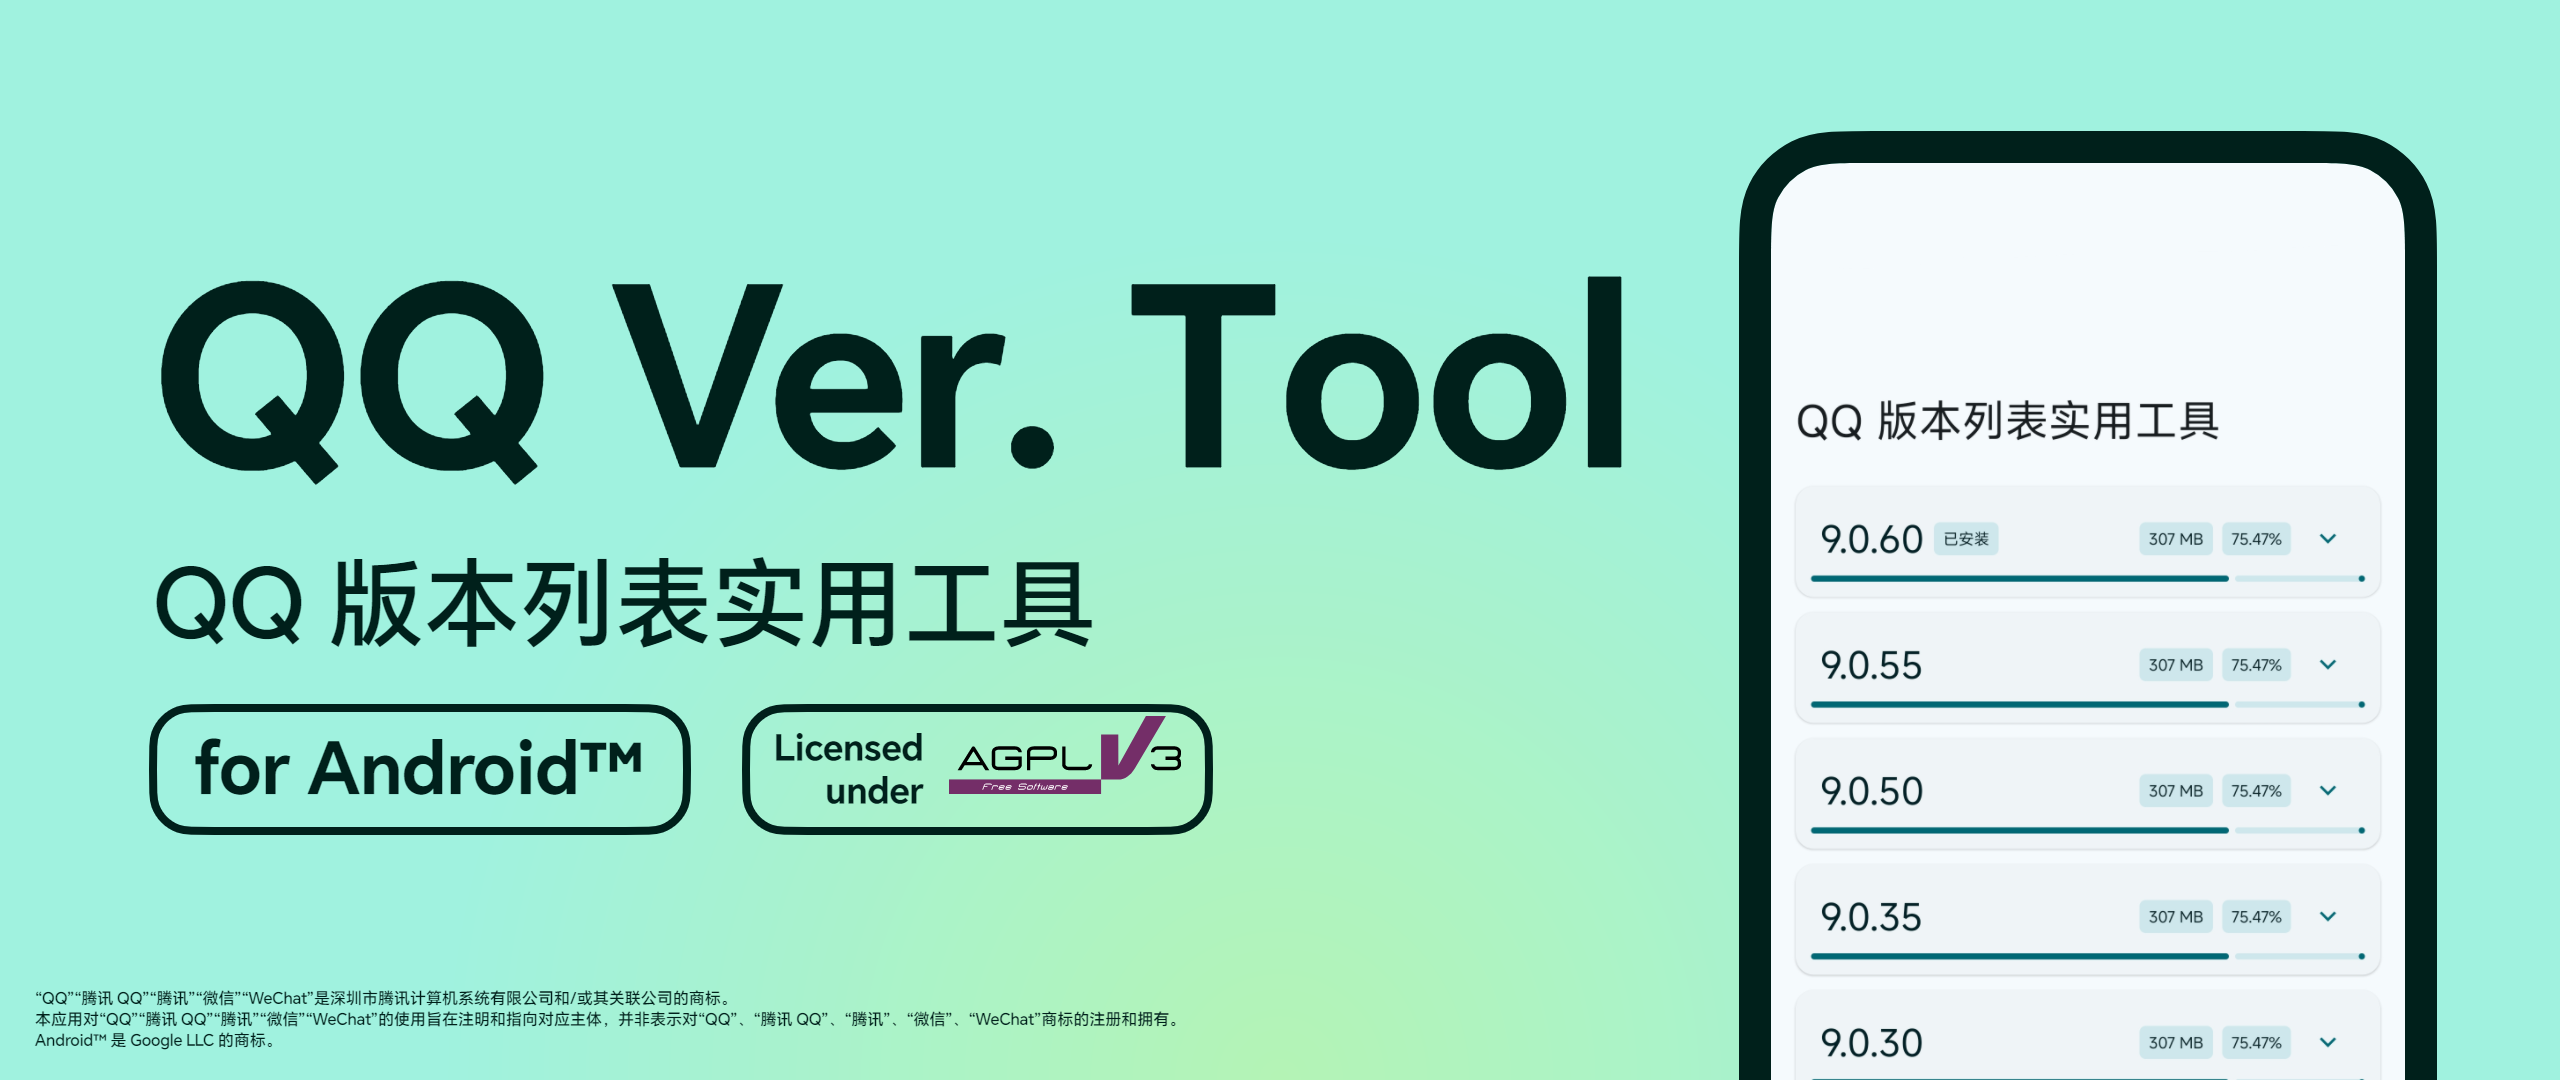 QQ Ver. Tool
QQ 版本列表实用工具
for Android™
Licensed
under
AGPL V3
Free Software
“QQ”“腾讯 QQ”“腾讯”“微信”“WeChat”是深圳市腾讯计算机系统有限公司和/或其关联公司的商标。
本应用对“QQ”“腾讯 QQ”“腾讯”“微信”“WeChat”的使用旨在注明和指向对应主体，并非表示对“QQ”、“腾讯 QQ”、“腾讯”、“微信”、“WeChat”商标的注册和拥有。
Android™ 是 Google LLC 的商标。
QQ 版本列表实用工具
9.0.60 已安装 307 MB 75.47%
9.0.55 307 MB 75.47%
9.0.50 307 MB 75.47%
9.0.35 307 MB 75.47%
9.0.30 307 MB 75.47%